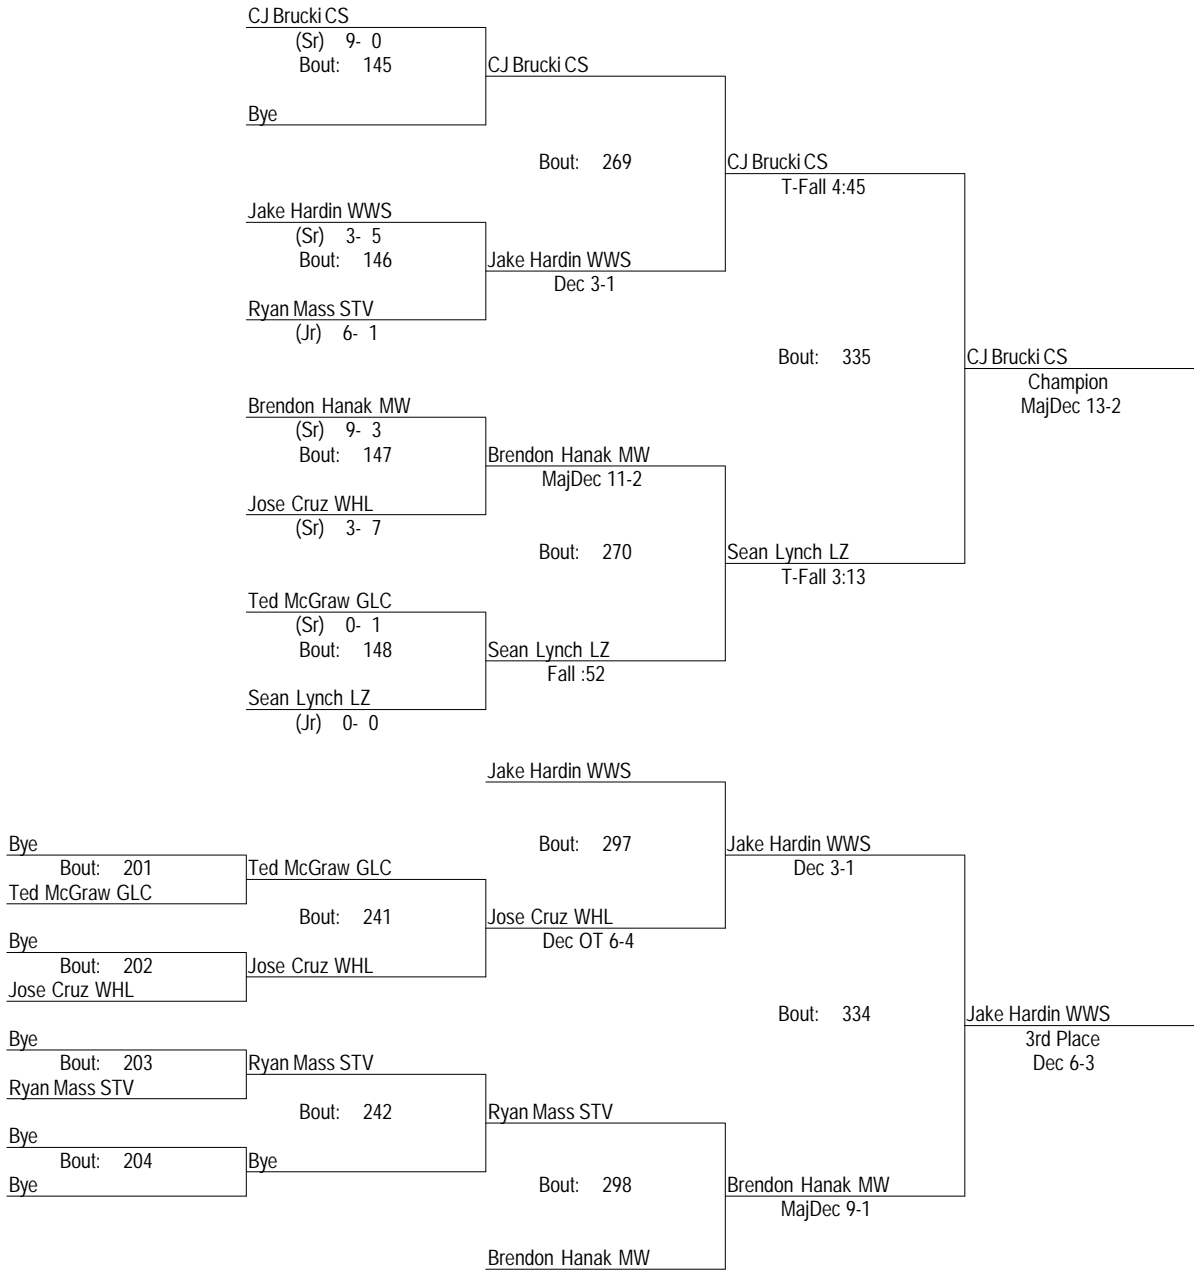 CJ Brucki CS
(Sr) 9- 0
Bout: 145
CJ Brucki CS
Bye
Bout: 269
CJ Brucki CS
T-Fall 4:45
Jake Hardin WWS
(Sr) 3- 5
Bout: 146
Jake Hardin WWS
Dec 3-1
Ryan Mass STV
(Jr) 6- 1
Bout: 335
CJ Brucki CS
Champion
MajDec 13-2
Brendon Hanak MW
(Sr) 9- 3
Bout: 147
Brendon Hanak MW
MajDec 11-2
Jose Cruz WHL
(Sr) 3- 7
Bout: 270
Sean Lynch LZ
T-Fall 3:13
Ted McGraw GLC
(Sr) 0- 1
Bout: 148
Sean Lynch LZ
Fall :52
Sean Lynch LZ
(Jr) 0- 0
Jake Hardin WWS
Bout: 297
Jake Hardin WWS
Dec 3-1
Bye
Bout: 201
Ted McGraw GLC
Ted McGraw GLC
Bout: 241
Jose Cruz WHL
Dec OT 6-4
Bye
Bout: 202
Jose Cruz WHL
Jose Cruz WHL
Bout: 334
Jake Hardin WWS
3rd Place
Dec 6-3
Bye
Bout: 203
Ryan Mass STV
Ryan Mass STV
Bout: 242
Ryan Mass STV
Bye
Bout: 204
Bye
Bye
Bout: 298
Brendon Hanak MW
MajDec 9-1
Brendon Hanak MW